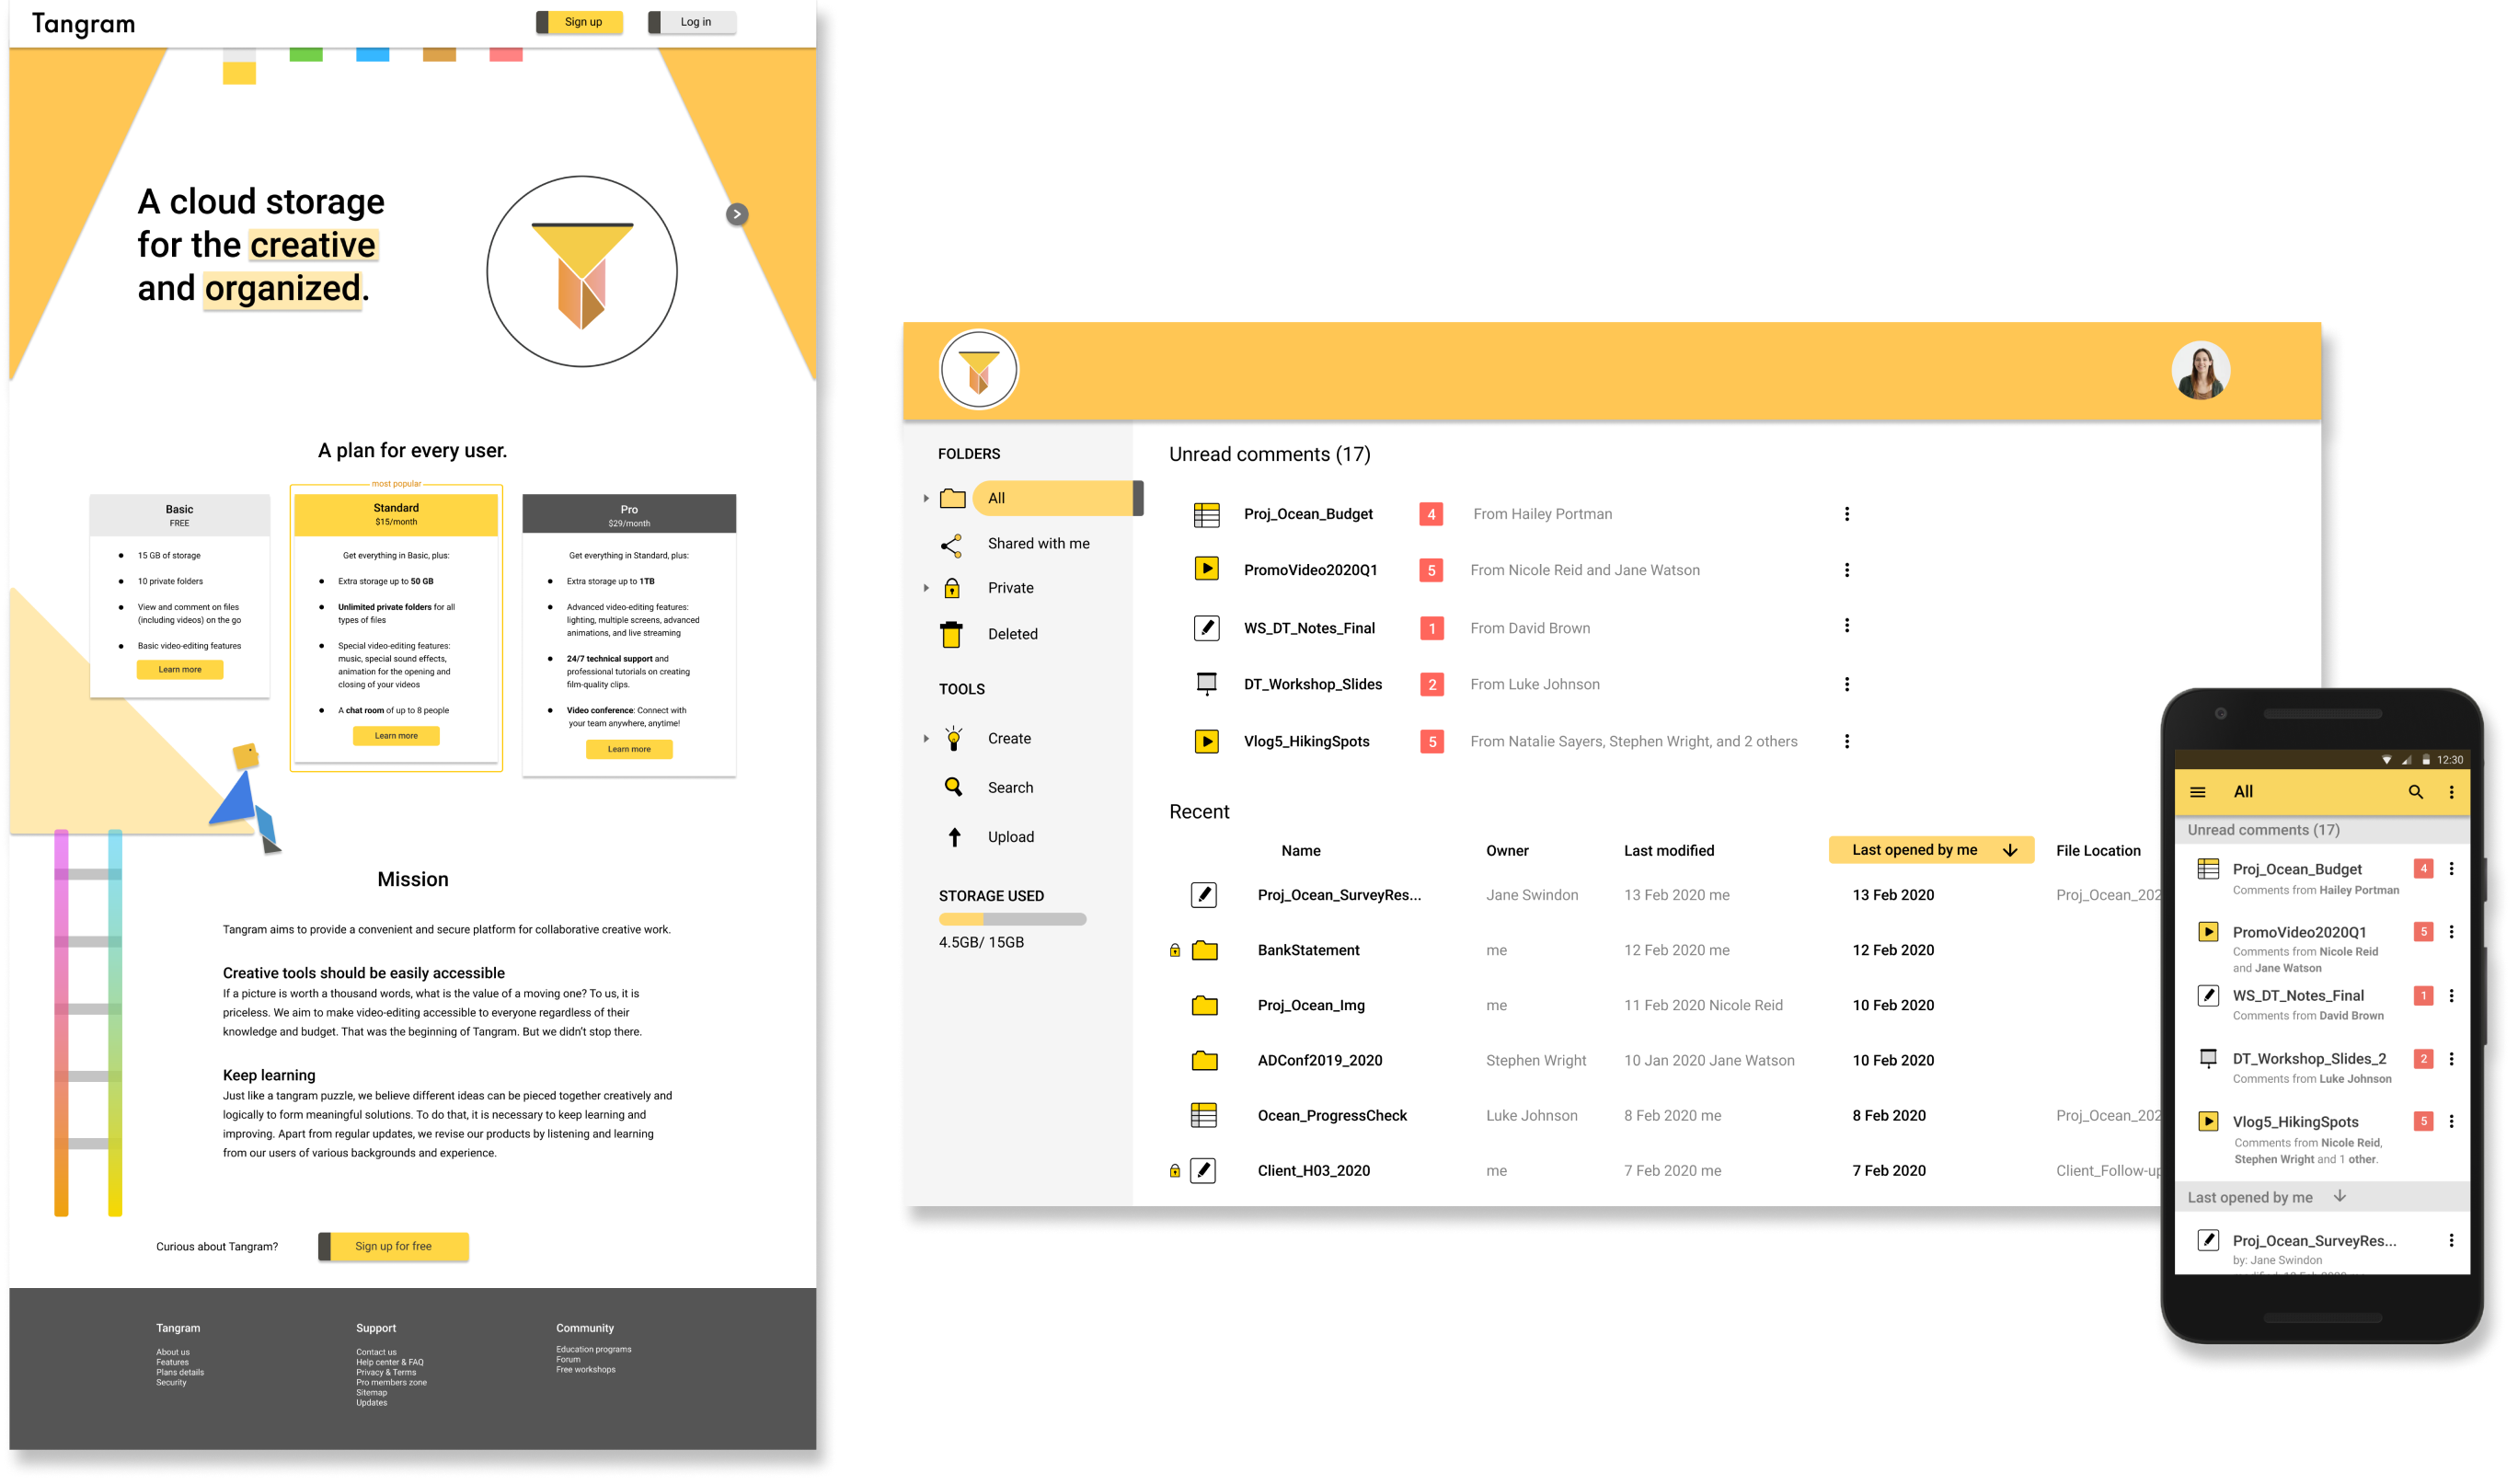 Tangram
Sign up
Log in
A cloud storage
for the creative
and organized.
A plan for every user.
Basic
FREE
15 GB of storage
10 private folders
View and comment on files
(including videos) on the go
Basic video-editing features
Learn more
most popular
Standard
$15/month
Get everything in Basic, plus:
Extra storage up to 50 GB
Unlimited private folders for all
types of files
Special video-editing features:
music, special sound effects,
animation for the opening and
closing of your videos
A chat room of up to 8 people
Learn more
Pro
$29/month
Get everything in Standard, plus:
Extra storage up to 1TB
Advanced video-editing features:
lighting, multiple screens, advanced
animations, and live streaming
24/7 technical support and
professional tutorials on creating
film-quality clips.
Video conference: Connect with
your team anywhere, anytime!
Learn more
Mission
Tangram aims to provide a convenient and secure platform for collaborative creative work.
Creative tools should be easily accessible
If a picture is worth a thousand words, what is the value of a moving one? To us, it is
priceless. We aim to make video-editing accessible to everyone regardless of their
knowledge and budget. That was the beginning of Tangram. But we didn't stop there.
Keep learning
Just like a tangram puzzle, we believe different ideas can be pieced together creatively and
logically to form meaningful solutions. To do that, it is necessary to keep learning and
improving. Apart from regular updates, we revise our products by listening and learning
from our users of various backgrounds and experience.
Curious about Tangram?
Sign up for free
Tangram
About us
Features
Plans details
Security
Support
Contact us
Help center & FAQ
Privacy & Terms
Pro members zone
Sitemap
Updates
Community
Education programs
Forum
Free workshops
FOLDERS
All
Shared with me
Private
Deleted
TOOLS
Create
Search
Upload
STORAGE USED
4.5GB/ 15GB
Unread comments (17)
Proj_Ocean_Budget 4 From Hailey Portman
PromoVideo2020Q1 5 From Nicole Reid and Jane Watson
WS_DT_Notes_Final 1 From David Brown
DT_Workshop_Slides 2 From Luke Johnson
Vlog5_HikingSpots 5 From Natalie Sayers, Stephen Wright, and 2 others
Recent
Name Owner Last modified Last opened by me File Location
Proj_Ocean_SurveyRes... Jane Swindon 13 Feb 2020 me 13 Feb 2020 Proj_Ocean_202
BankStatement me 12 Feb 2020 me 12 Feb 2020
Proj_Ocean_Img me 11 Feb 2020 Nicole Reid 10 Feb 2020
ADConf2019_2020 Stephen Wright 10 Jan 2020 Jane Watson 10 Feb 2020
Ocean_ProgressCheck Luke Johnson 8 Feb 2020 me 8 Feb 2020 Proj_Ocean_202
Client_H03_2020 me 7 Feb 2020 me 7 Feb 2020 Client_Follow-up
12:30
All
Unread comments (17)
Proj_Ocean_Budget 4
Comments from Hailey Portman
PromoVideo2020Q1 5
Comments from Nicole Reid
and Jane Watson
WS_DT_Notes_Final 1
Comments from David Brown
DT_Workshop_Slides_2 2
Comments from Luke Johnson
Vlog5_HikingSpots 5
Comments from Nicole Reid,
Stephen Wright and 1 other.
Last opened by me
Proj_Ocean_SurveyRes...
by: Jane Swindon